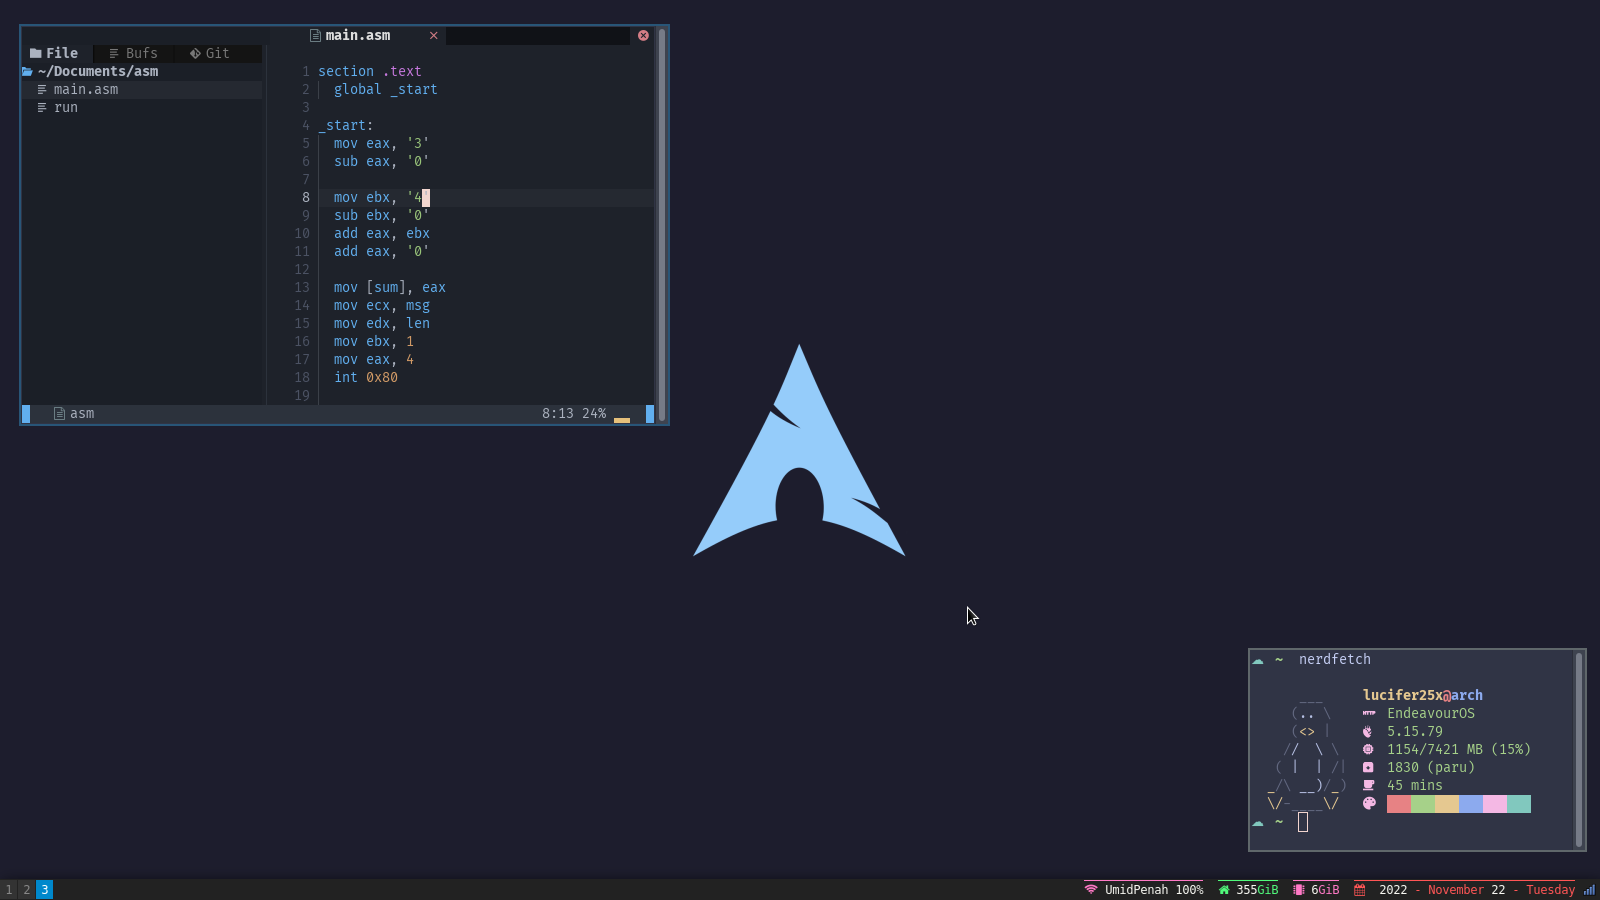 main.asm
File Bufs Git
~/Documents/asm
main.asm
run
1 section .text
2 global _start
3
4 _start:
5 mov eax, '3'
6 sub eax, '0'
7
8 mov ebx, '4'
9 sub ebx, '0'
10 add eax, ebx
11 add eax, '0'
12
13 mov [sum], eax
14 mov ecx, msg
15 mov edx, len
16 mov ebx, 1
17 mov eax, 4
18 int 0x80
19
asm 8:13 24%
~ nerdfetch
lucifer25x@arch
EndeavourOS
5.15.79
1154/7421 MB (15%)
1830 (paru)
45 mins
~
1 2 3 UmidPenah 100% 355GiB 6GiB 2022 - November 22 - Tuesday